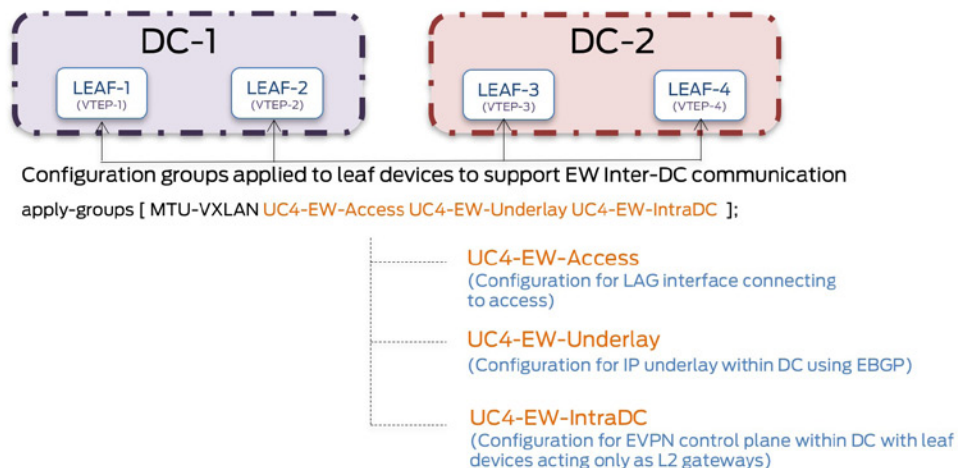 DC-1
DC-2
LEAF-1
(VTEP-1)
LEAF-2
(VTEP-2)
LEAF-3
(VTEP-3)
LEAF-4
(VTEP-4)
Configuration groups applied to leaf devices to support EW Inter-DC communication
apply-groups [ MTU-VXLAN UC4-EW-Access UC4-EW-Underlay UC4-EW-IntraDC ];
UC4-EW-Access
(Configuration for LAG interface connecting
to access)
UC4-EW-Underlay
(Configuration for IP underlay within DC using EBGP)
UC4-EW-IntraDC
(Configuration for EVPN control plane within DC with leaf
devices acting only as L2 gateways)